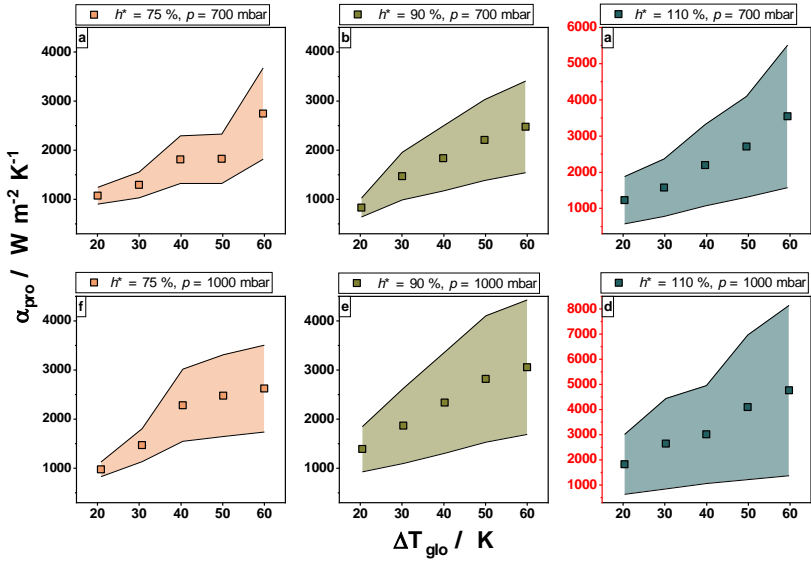 h* = 75 %, p = 700 mbar
h* = 90 %, p = 700 mbar
h* = 110 %, p = 700 mbar
a
b
a
4000
3000
2000
1000
20 30 40 50 60
4000
3000
2000
1000
20 30 40 50 60
6000
5000
4000
3000
2000
1000
20 30 40 50 60
α_pro / W m⁻² K⁻¹
h* = 75 %, p = 1000 mbar
h* = 90 %, p = 1000 mbar
h* = 110 %, p = 1000 mbar
f
e
d
4000
3000
2000
1000
20 30 40 50 60
4000
3000
2000
1000
20 30 40 50 60
8000
7000
6000
5000
4000
3000
2000
1000
20 30 40 50 60
ΔT_glo / K